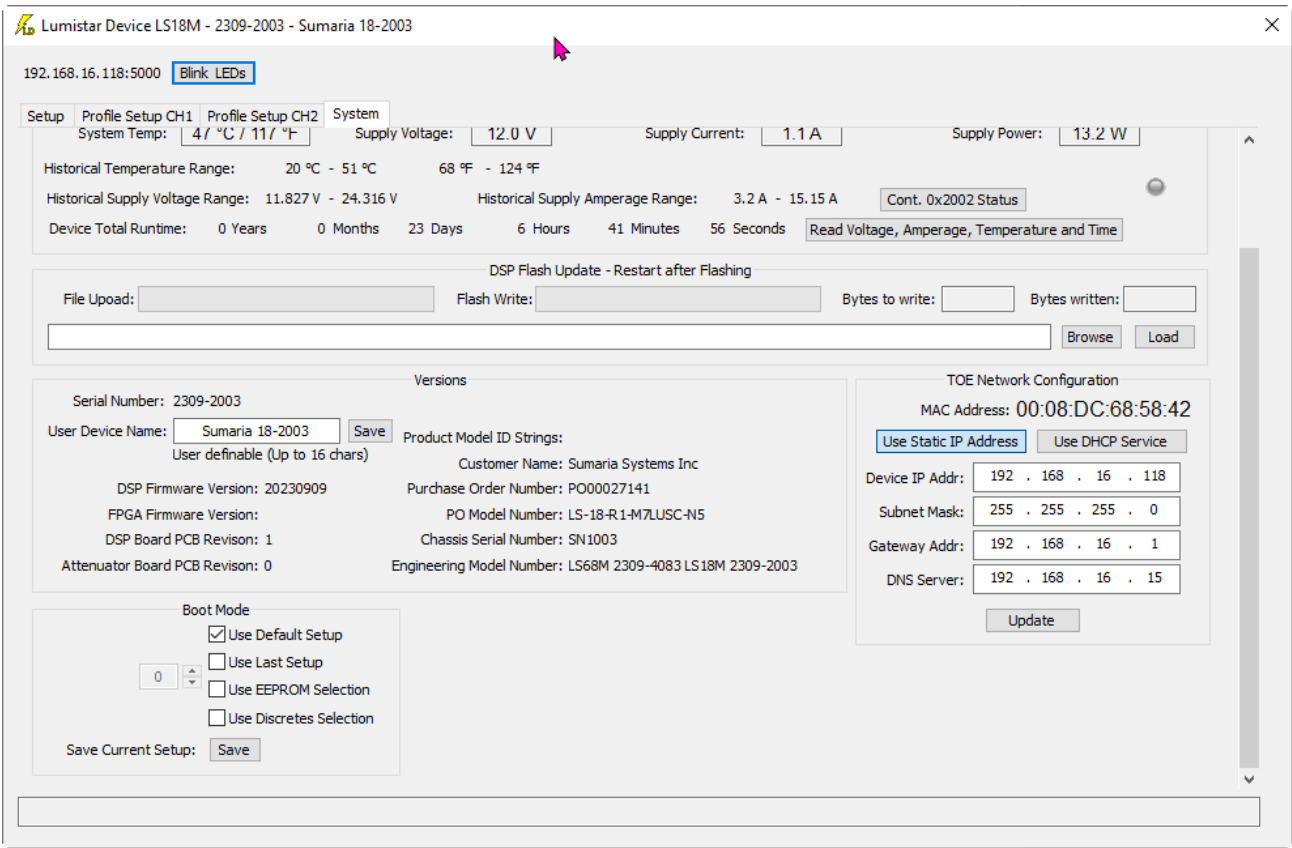 Lumistar Device LS18M - 2309-2003 - Sumaria 18-2003
192.168.16.118:5000 Blink LEDs
Setup Profile Setup CH1 Profile Setup CH2 System
System Temp: 47 °C / 117 °F Supply Voltage: 12.0 V Supply Current: 1.1 A Supply Power: 13.2 W
Historical Temperature Range: 20 °C - 51 °C 68 °F - 124 °F
Historical Supply Voltage Range: 11.827 V - 24.316 V Historical Supply Amperage Range: 3.2 A - 15.15 A Cont. 0x2002 Status
Device Total Runtime: 0 Years 0 Months 23 Days 6 Hours 41 Minutes 56 Seconds Read Voltage, Amperage, Temperature and Time
DSP Flash Update - Restart after Flashing
File Upoad: Flash Write: Bytes to write: Bytes written:
Browse Load
Versions
Serial Number: 2309-2003
User Device Name: Sumaria 18-2003 Save
User definable (Up to 16 chars)
DSP Firmware Version: 20230909
FPGA Firmware Version:
DSP Board PCB Revison: 1
Attenuator Board PCB Revison: 0
Product Model ID Strings:
Customer Name: Sumaria Systems Inc
Purchase Order Number: PO00027141
PO Model Number: LS-18-R1-M7LUSC-N5
Chassis Serial Number: SN1003
Engineering Model Number: LS68M 2309-4083 LS18M 2309-2003
TOE Network Configuration
MAC Address: 00:08:DC:68:58:42
Use Static IP Address Use DHCP Service
Device IP Addr: 192 . 168 . 16 . 118
Subnet Mask: 255 . 255 . 255 . 0
Gateway Addr: 192 . 168 . 16 . 1
DNS Server: 192 . 168 . 16 . 15
Update
Boot Mode
Use Default Setup
Use Last Setup
0
Use EEPROM Selection
Use Discretes Selection
Save Current Setup: Save